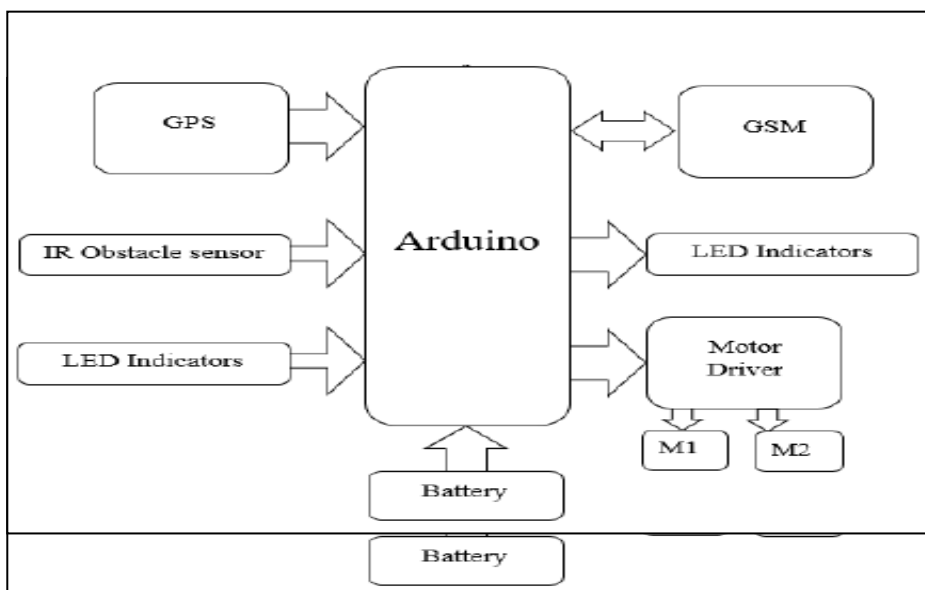 GPS
GSM
Arduino
IR Obstacle sensor
LED Indicators
LED Indicators
Motor
Driver
M1
M2
Battery
Battery